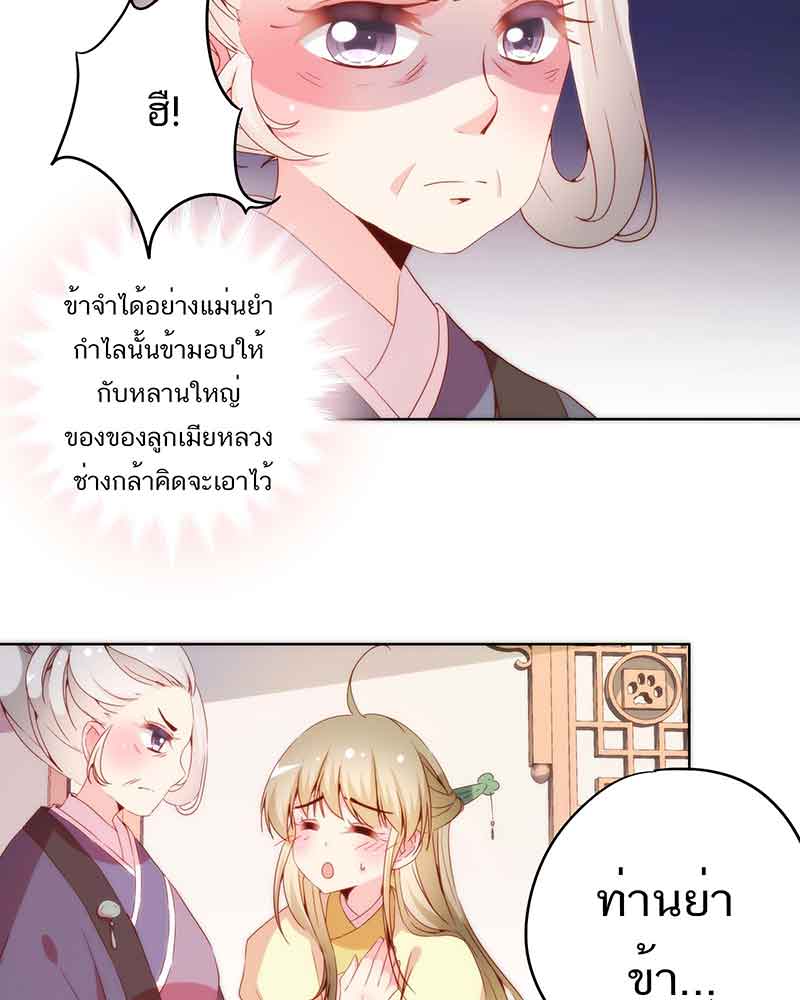 ฮึ!
ข้าจำได้อย่างแม่นยำ
กำไลนั้นข้ามอบให้
กับหลานใหญ่
ของของลูกเมียหลวง
ช่างกล้าคิดจะเอาไว้
ท่านย่า
ข้า...